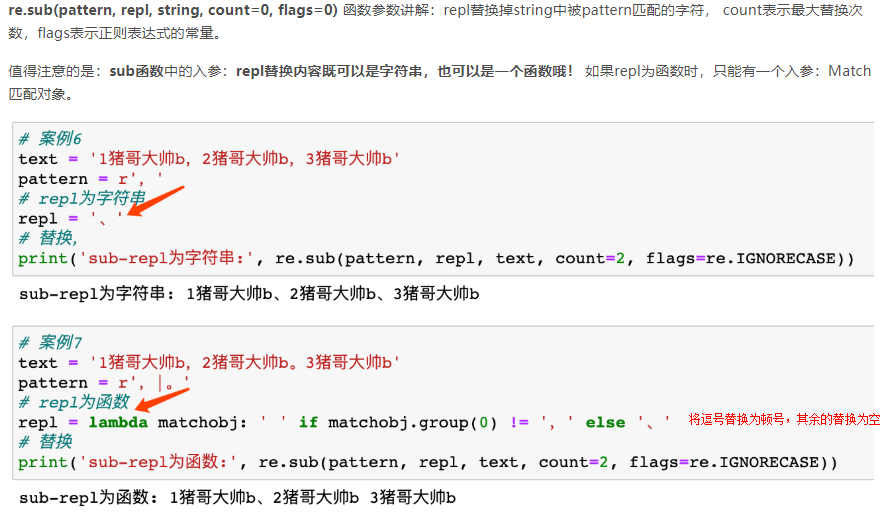 re.sub(pattern, repl, string, count=0, flags=0) 函数参数讲解：repl替换掉string中被pattern匹配的字符， count表示最大替换次
数，flags表示正则表达式的常量。
值得注意的是：sub函数中的入参：repl替换内容既可以是字符串，也可以是一个函数哦！ 如果repl为函数时，只能有一个入参：Match
匹配对象。
# 案例6
text = '1猪哥大帅b，2猪哥大帅b，3猪哥大帅b'
pattern = r'，'
# repl为字符串
repl = '、'
# 替换，
print('sub-repl为字符串：', re.sub(pattern, repl, text, count=2, flags=re.IGNORECASE))
sub-repl为字符串： 1猪哥大帅b、2猪哥大帅b、3猪哥大帅b
# 案例7
text = '1猪哥大帅b，2猪哥大帅b。3猪哥大帅b'
pattern = r'，|。'
# repl为函数
repl = lambda matchobj: ' ' if matchobj.group(0) != '，' else '、' 将逗号替换为顿号，其余的替换为空
# 替换
print('sub-repl为函数：', re.sub(pattern, repl, text, count=2, flags=re.IGNORECASE))
sub-repl为函数： 1猪哥大帅b、2猪哥大帅b 3猪哥大帅b